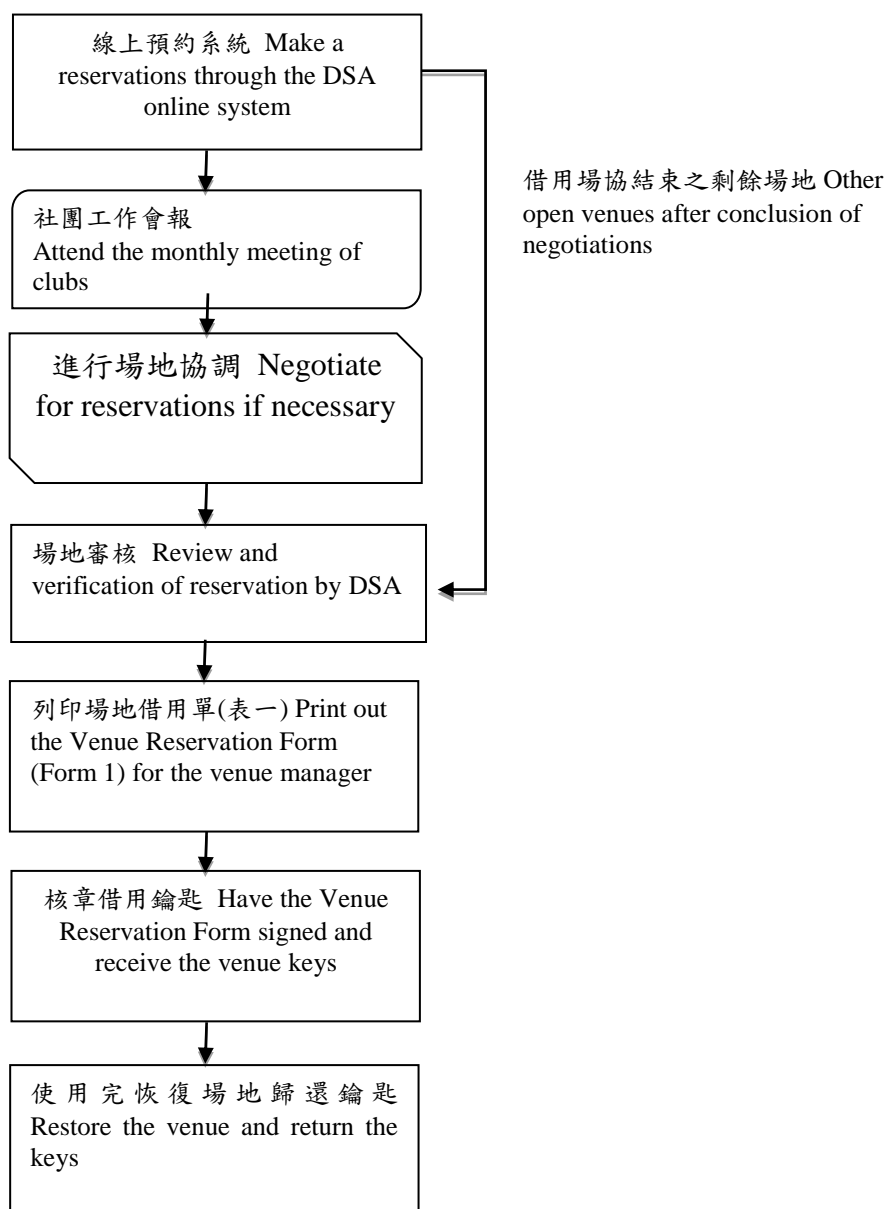 線上預約系統 Make a
reservations through the DSA
online system
借用場協結束之剩餘場地 Other
open venues after conclusion of
negotiations
社團工作會報
Attend the monthly meeting of
clubs
進行場地協調 Negotiate
for reservations if necessary
場地審核 Review and
verification of reservation by DSA
列印場地借用單(表一) Print out
the Venue Reservation Form
(Form 1) for the venue manager
核章借用鑰匙 Have the Venue
Reservation Form signed and
receive the venue keys
使用完恢復場地歸還鑰匙
Restore the venue and return the
keys